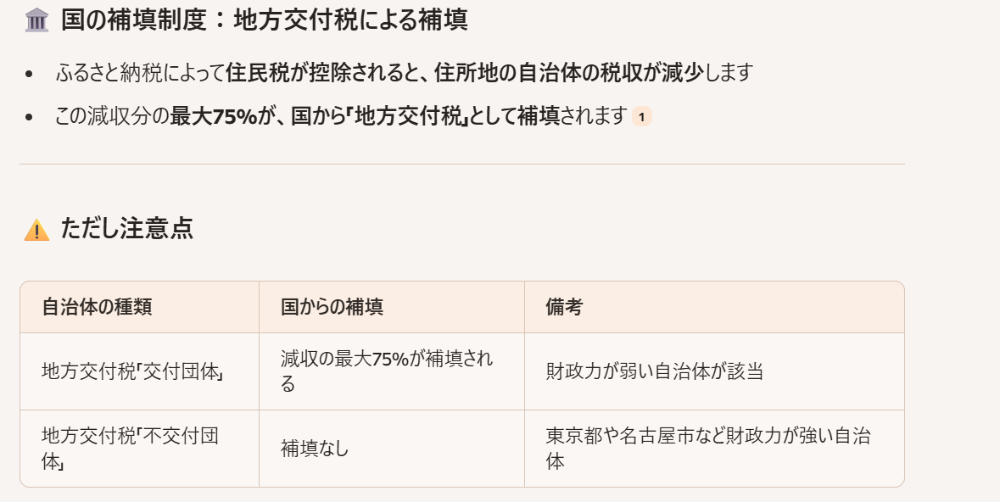 🏛️ 国の補填制度：地方交付税による補填
• ふるさと納税によって住民税が控除されると、住所地の自治体の税収が減少します
• この減収分の最大75%が、国から「地方交付税」として補填されます 1
⚠️ ただし注意点
自治体の種類 国からの補填 備考
地方交付税「交付団体」
減収の最大75%が補填され
る
財政力が弱い自治体が該当
地方交付税「不交付団
体」
補填なし
東京都や名古屋市など財政力が強い自治
体